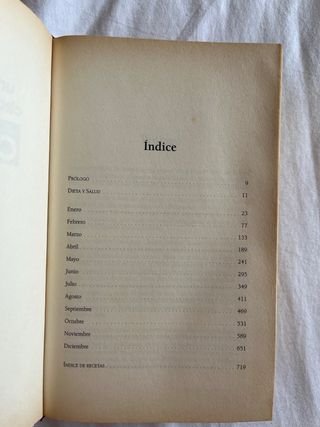 Índice
PRÓLOGO 9
DIETA Y SALUD 11
Enero 23
Febrero 77
Marzo 133
Abril 189
Mayo 241
Junio 295
Julio 349
Agosto 411
Septiembre 469
Octubre 531
Noviembre 589
Diciembre 651
ÍNDICE DE RECETAS 719